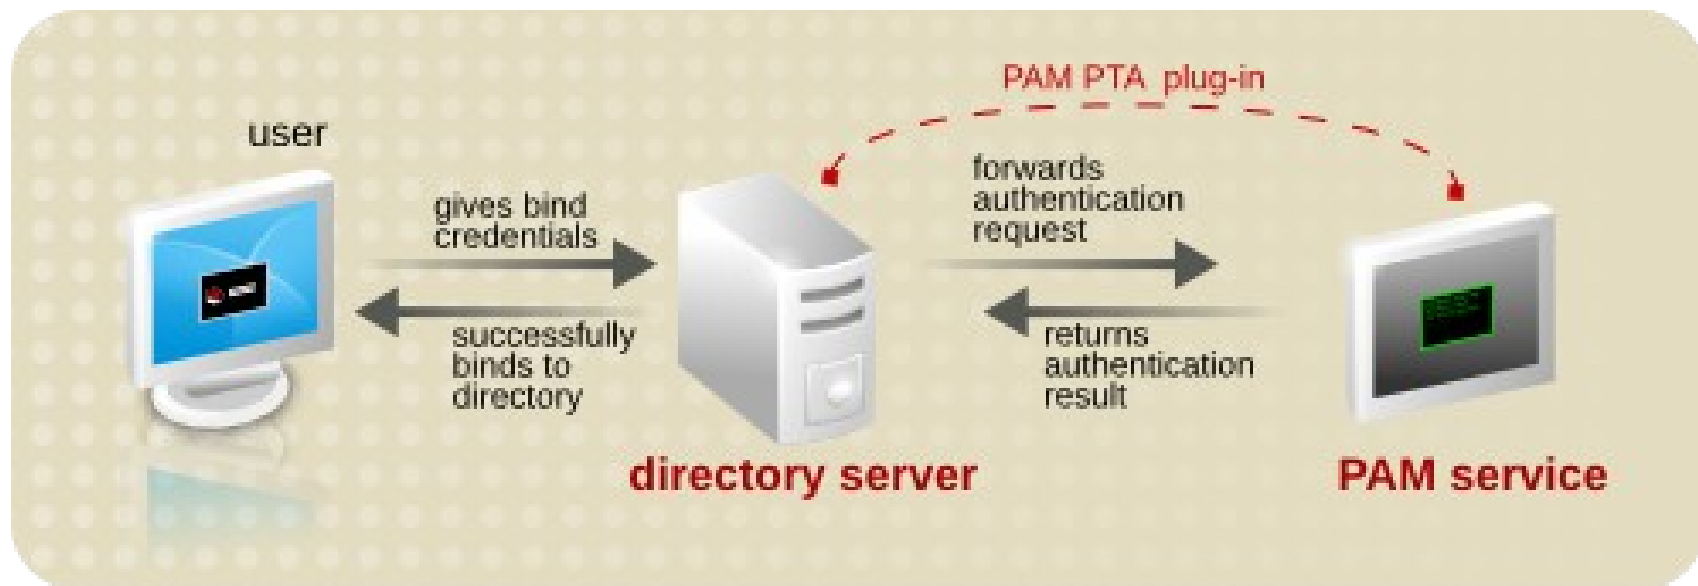 PAM PTA plug-in
user
gives bind
credentials
forwards
authentication
request
successfully
binds to
directory
returns
authentication
result
directory server
PAM service